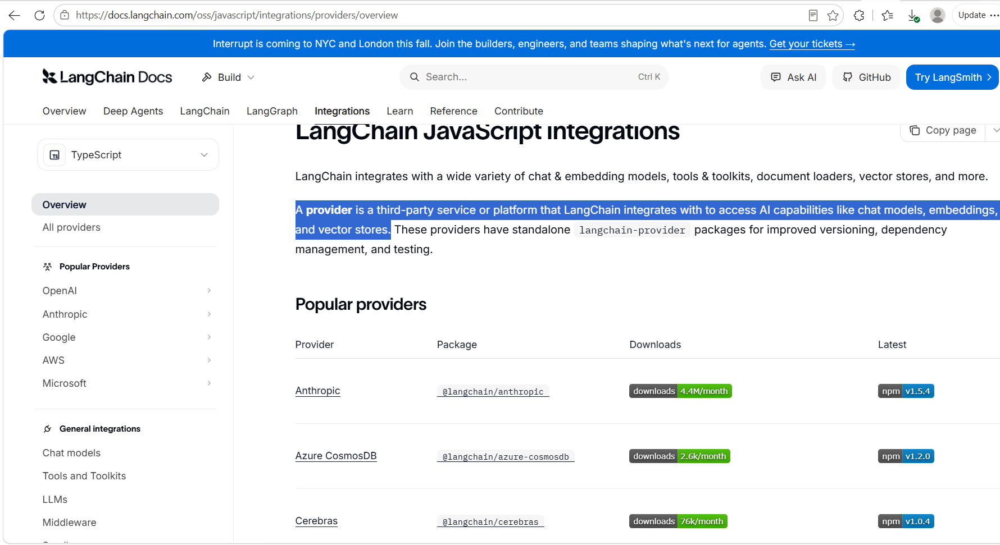 https://docs.langchain.com/oss/javascript/integrations/providers/overview
Update
Interrupt is coming to NYC and London this fall. Join the builders, engineers, and teams shaping what's next for agents. Get your tickets →
LangChain Docs
Build
Search...
Ctrl K
Ask AI
GitHub
Try LangSmith
Overview
Deep Agents
LangChain
LangGraph
Integrations
Learn
Reference
Contribute
TS
TypeScript
Overview
All providers
Popular Providers
OpenAI
Anthropic
Google
AWS
Microsoft
General integrations
Chat models
Tools and Toolkits
LLMs
Middleware
LangChain JavaScript integrations
Copy page
LangChain integrates with a wide variety of chat & embedding models, tools & toolkits, document loaders, vector stores, and more.
A provider is a third-party service or platform that LangChain integrates with to access AI capabilities like chat models, embeddings,
and vector stores. These providers have standalone langchain-provider packages for improved versioning, dependency
management, and testing.
Popular providers
Provider Package Downloads Latest
Anthropic @langchain/anthropic downloads 4.4M/month npm v1.5.4
Azure CosmosDB @langchain/azure-cosmosdb downloads 2.6k/month npm v1.2.0
Cerebras @langchain/cerebras downloads 76k/month npm v1.0.4